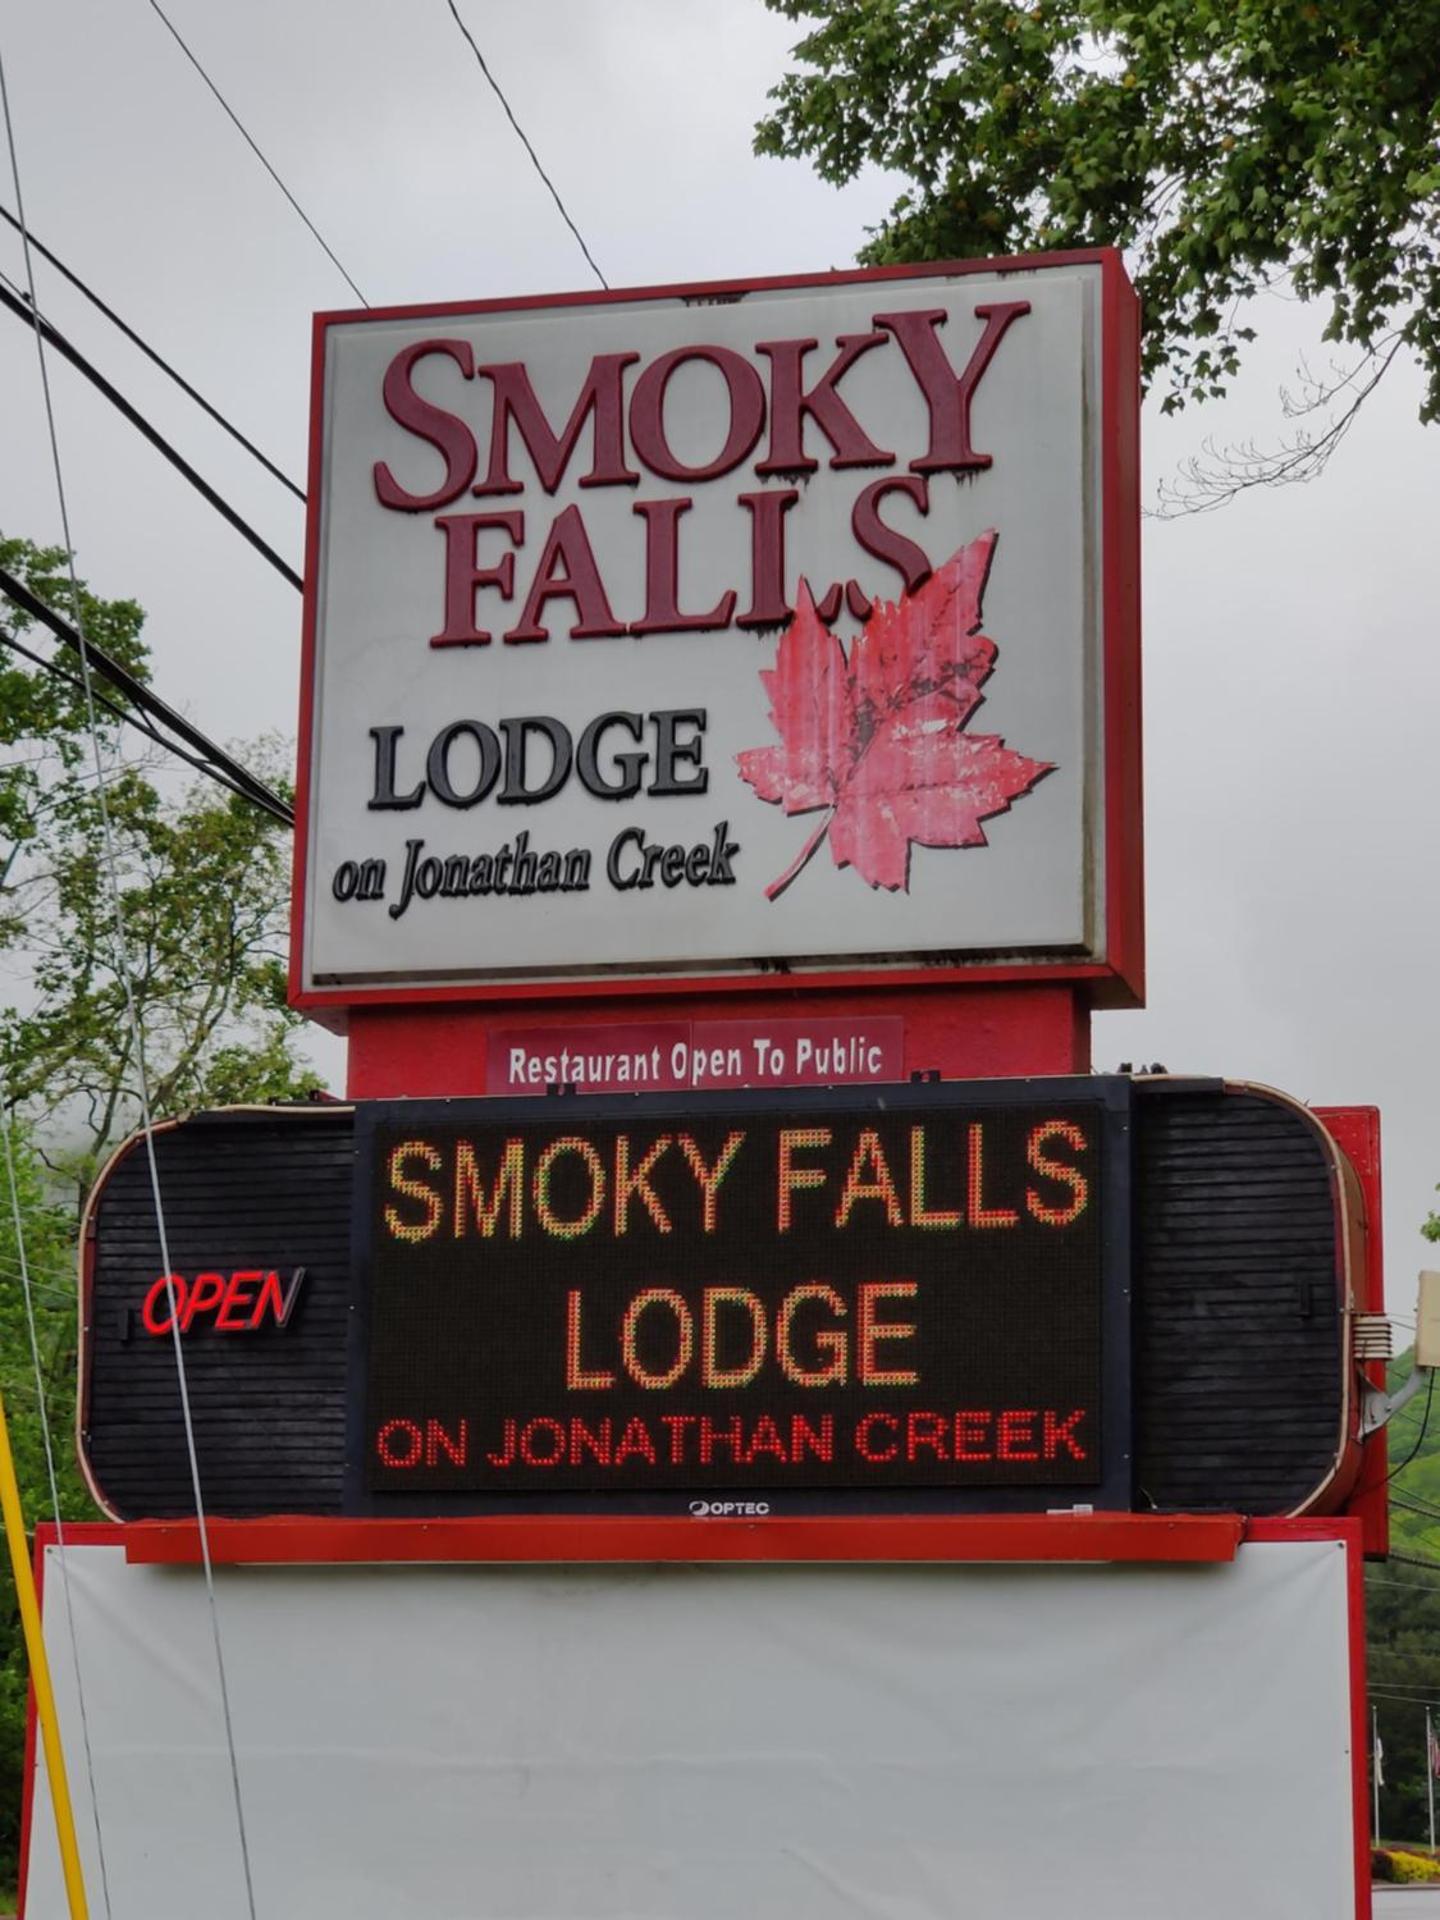 SMOKY
FALLS
LODGE
on Jonathan Creek
Restaurant Open To Public
SMOKY FALLS
LODGE
OPEN
ON JONATHAN CREEK
OPTEC